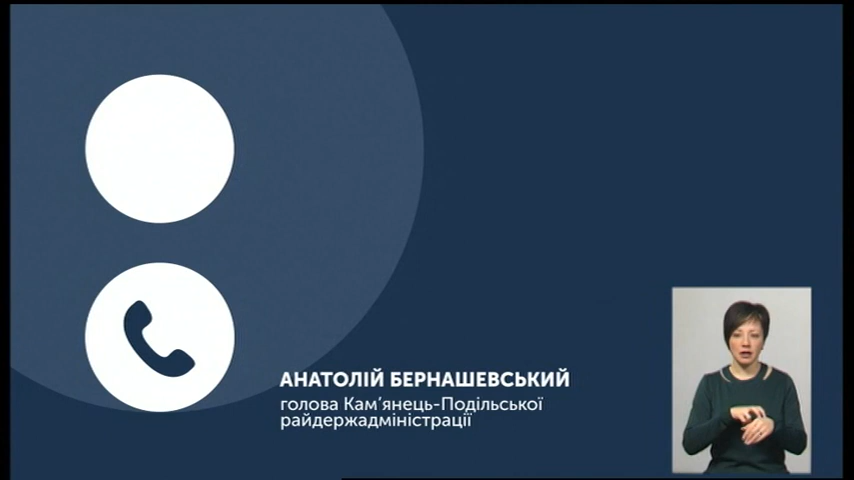 АНАТОЛІЙ БЕРНАШЕВСЬКИЙ
голова Кам'янець-Подільської
райдержадміністрації